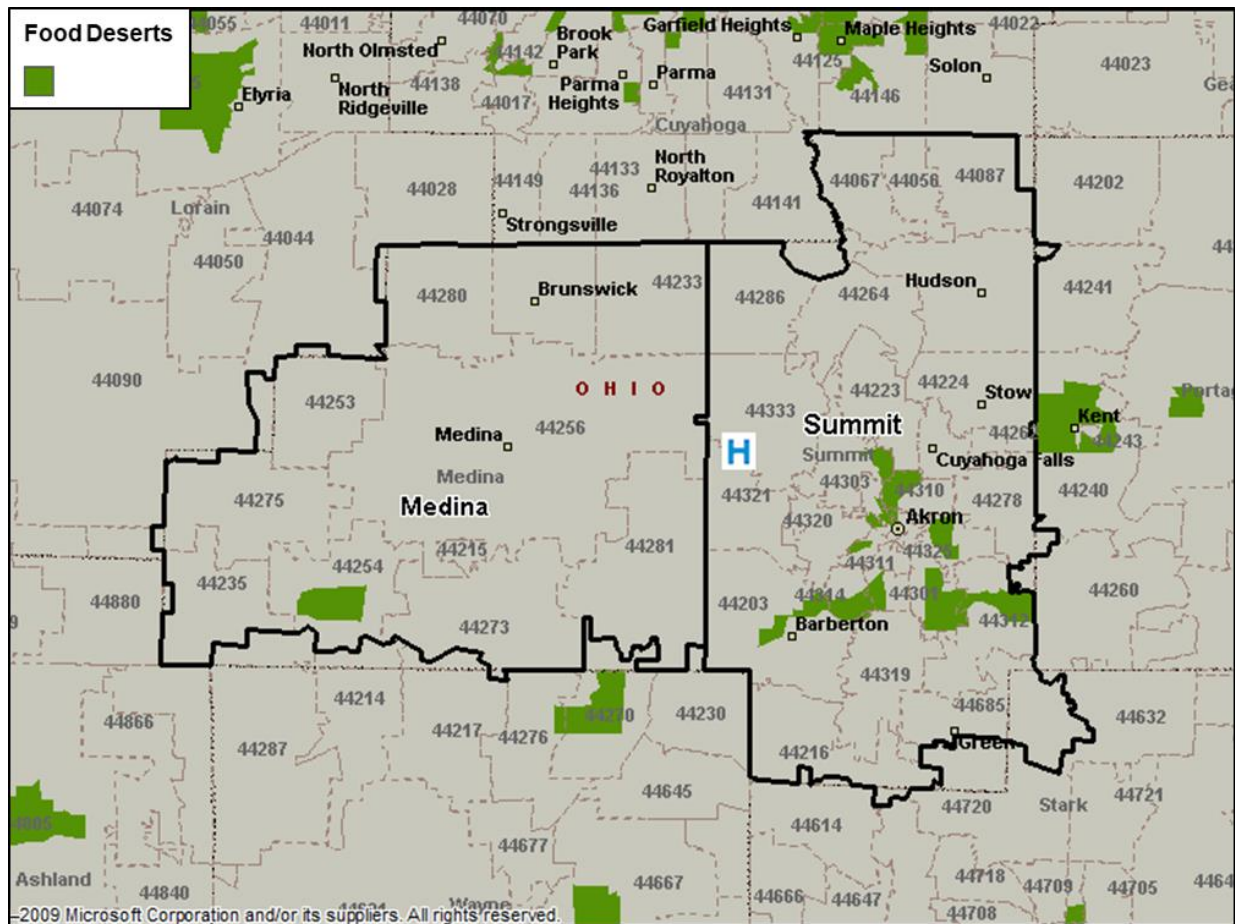 Food Deserts
44055
44011
44070
Garfield Heights
Maple Heights
44022
North Olmsted
44142
Brook
Park
44125
Solon
44023
Elyria
North
Ridgeville
44138
44017
Parma
Heights
Parma
44131
44146
Cuyahoga
44074
Lorain
44028
44149
44133
44136
North
Royalton
44141
44067
44056
44087
44202
Strongsville
44044
44050
44280
Brunswick
44233
44286
44264
Hudson
44241
44090
44253
OHIO
44223
44224
Stow
44333
Summit
Kent
44243
Medina
44256
H
Summit
Cuyahoga Falls
Medina
44275
Medina
44321
44303
44310
44278
44240
44320
Akron
44215
44281
44311
44235
44254
44203
44314
44301
44260
44880
44273
Barberton
44312
44319
44214
44866
44217
44276
44270
44230
44685
44632
44287
44216
Green
44645
44721
44720
Stark
44614
44677
Ashland
44840
44667
44718
44709
44705
44666
44647
44708
Wayne
2009 Microsoft Corporation and/or its suppliers. All rights reserved.